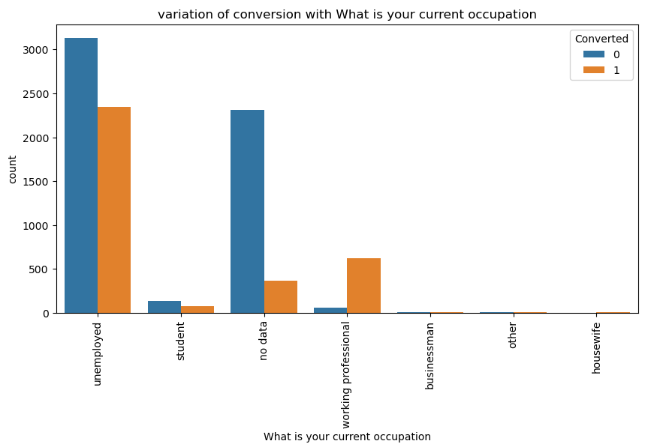 variation of conversion with What is your current occupation
Converted
0
1
3000
2500
2000
1500
1000
500
0
count
unemployed
student
no data
working professional
businessman
other
housewife
What is your current occupation